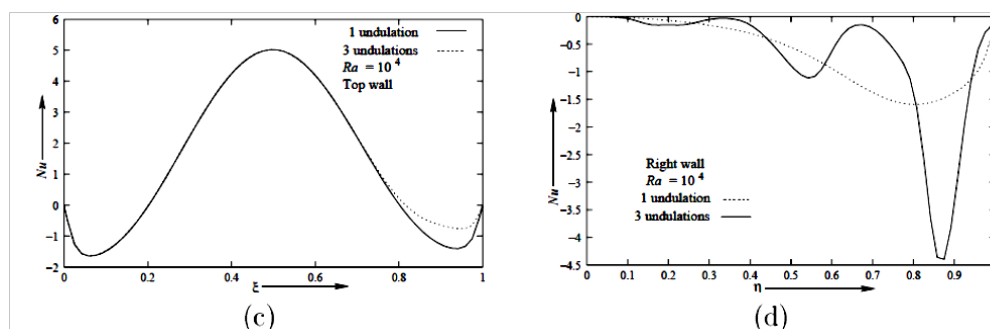 6
5
4
3
2
1
0
−1
−2
Nu
1 undulation
3 undulations
Ra = 10 4
Top wall
0
0.2
0.4
0.6
0.8
1
ξ
(c)
0
−0.5
−1
−1.5
−2
−2.5
−3
−3.5
−4
−4.5
Nu
Right wall
Ra = 10 4
1 undulation
3 undulations
0
0.1
0.2
0.3
0.4
0.5
0.6
0.7
0.8
0.9
η
(d)